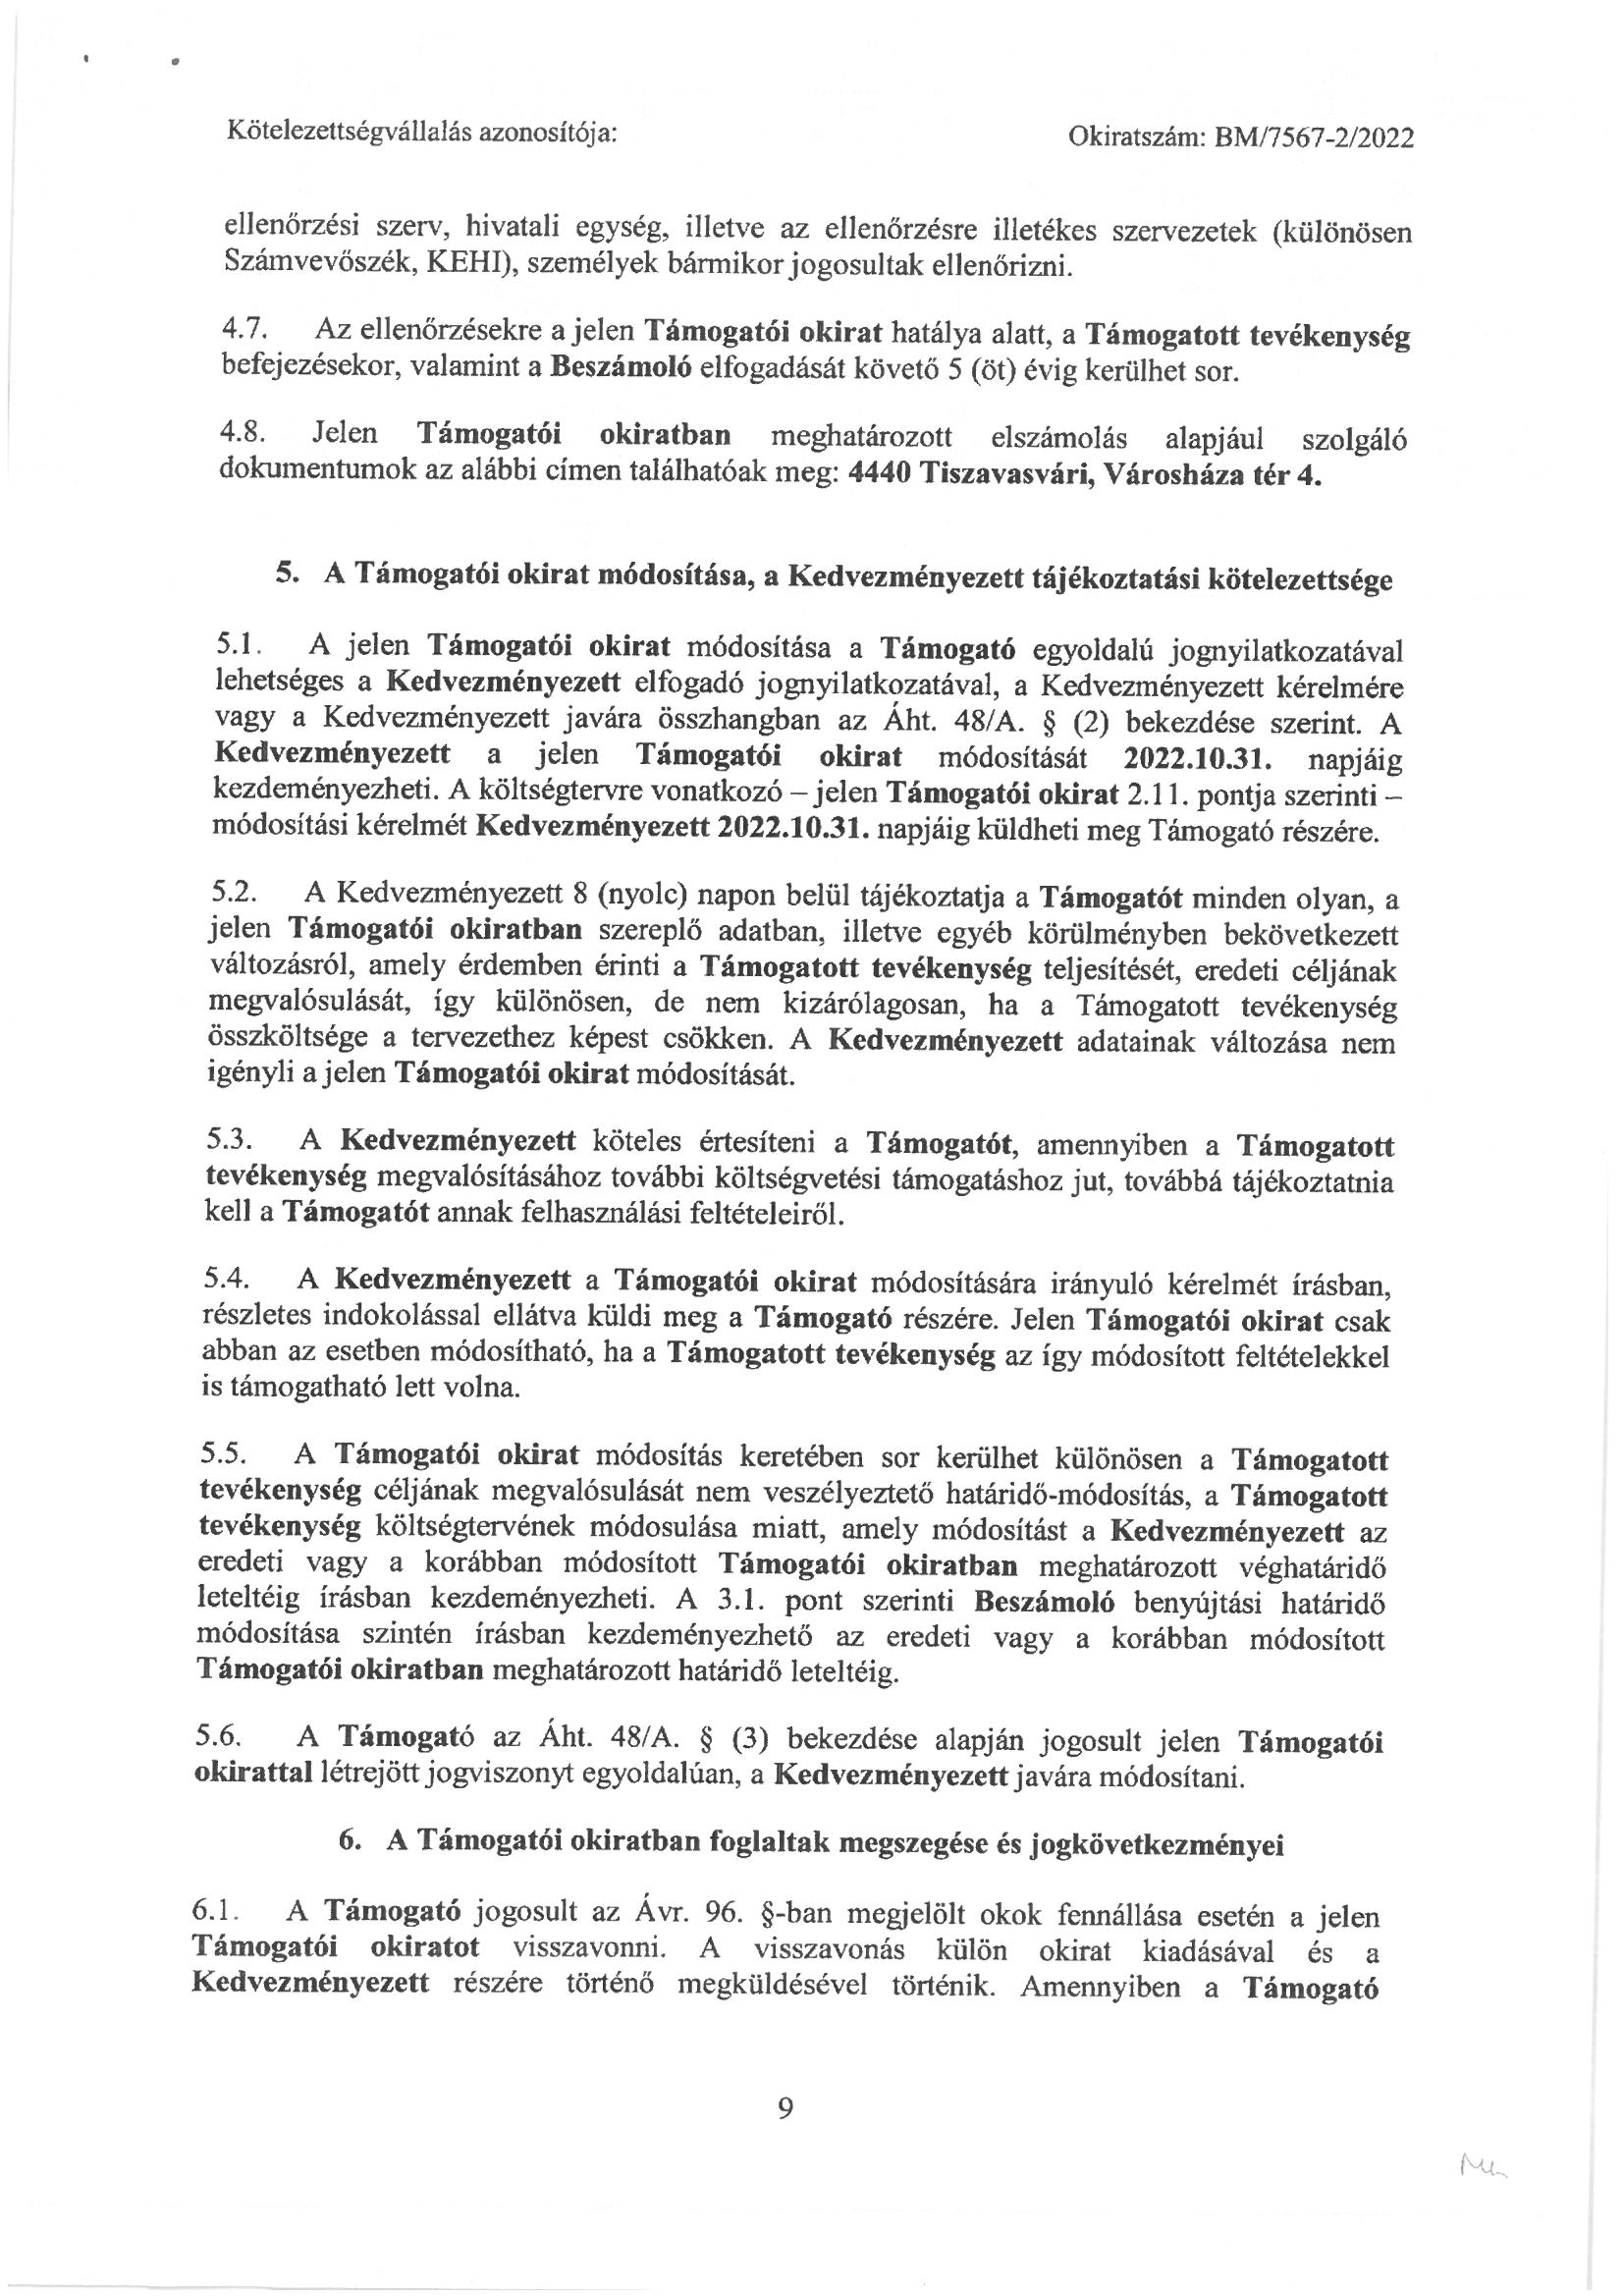 Kötelezettségvállalás azonosítója:
Okiratszám: BM/7567-2/2022
ellenőrzési szerv, hivatali egység, illetve az ellenőrzésre illetékes szervezetek (különösen
Számvevőszék, KEHI), személyek bármikor jogosultak ellenőrizni.
4.7. Az ellenőrzésekre a jelen Támogatói okirat hatálya alatt, a Támogatott tevékenység
befejezésekor, valamint a Beszámoló elfogadását követő 5 (öt) évig kerülhet sor.
4.8. Jelen Támogatói okiratban meghatározott elszámolás alapjául szolgáló
dokumentumok az alábbi címen találhatóak meg: 4440 Tiszavasvári, Városháza tér 4.
5. A Támogatói okirat módosítása, a Kedvezményezett tájékoztatási kötelezettsége
5.1. A jelen Támogatói okirat módosítása a Támogató egyoldalú jognyilatkozatával
lehetséges a Kedvezményezett elfogadó jognyilatkozatával, a Kedvezményezett kérelmére
vagy a Kedvezményezett javára összhangban az Áht. 48/A. § (2) bekezdése szerint. A
Kedvezményezett a jelen Támogatói okirat módosítását 2022.10.31. napjáig
kezdeményezheti. A költségtervre vonatkozó – jelen Támogatói okirat 2.11. pontja szerinti –
módosítási kérelmét Kedvezményezett 2022.10.31. napjáig küldheti meg Támogató részére.
5.2. A Kedvezményezett 8 (nyolc) napon belül tájékoztatja a Támogatót minden olyan, a
jelen Támogatói okiratban szereplő adatban, illetve egyéb körülményben bekövetkezett
változásról, amely érdemben érinti a Támogatott tevékenység teljesítését, eredeti céljának
megvalósulását, így különösen, de nem kizárólagosan, ha a Támogatott tevékenység
összköltsége a tervezethez képest csökken. A Kedvezményezett adatainak változása nem
igényli a jelen Támogatói okirat módosítását.
5.3. A Kedvezményezett köteles értesíteni a Támogatót, amennyiben a Támogatott
tevékenység megvalósításához további költségvetési támogatáshoz jut, továbbá tájékoztatnia
kell a Támogatót annak felhasználási feltételeiről.
5.4. A Kedvezményezett a Támogatói okirat módosítására irányuló kérelmét írásban,
részletes indokolással ellátva küldi meg a Támogató részére. Jelen Támogatói okirat csak
abban az esetben módosítható, ha a Támogatott tevékenység az így módosított feltételekkel
is támogatható lett volna.
5.5. A Támogatói okirat módosítás keretében sor kerülhet különösen a Támogatott
tevékenység céljának megvalósulását nem veszélyeztető határidő-módosítás, a Támogatott
tevékenység költségtervének módosulása miatt, amely módosítást a Kedvezményezett az
eredeti vagy a korábban módosított Támogatói okiratban meghatározott véghatáridő
leteltéig írásban kezdeményezheti. A 3.1. pont szerinti Beszámoló benyújtási határidő
módosítása szintén írásban kezdeményezhető az eredeti vagy a korábban módosított
Támogatói okiratban meghatározott határidő leteltéig.
5.6. A Támogató az Áht. 48/A. § (3) bekezdése alapján jogosult jelen Támogatói
okirattal létrejött jogviszonyt egyoldalúan, a Kedvezményezett javára módosítani.
6. A Támogatói okiratban foglaltak megszegése és jogkövetkezményei
6.1. A Támogató jogosult az Ávr. 96. §-ban megjelölt okok fennállása esetén a jelen
Támogatói okiratot visszavonni. A visszavonás külön okirat kiadásával és a
Kedvezményezett részére történő megküldésével történik. Amennyiben a Támogató
9